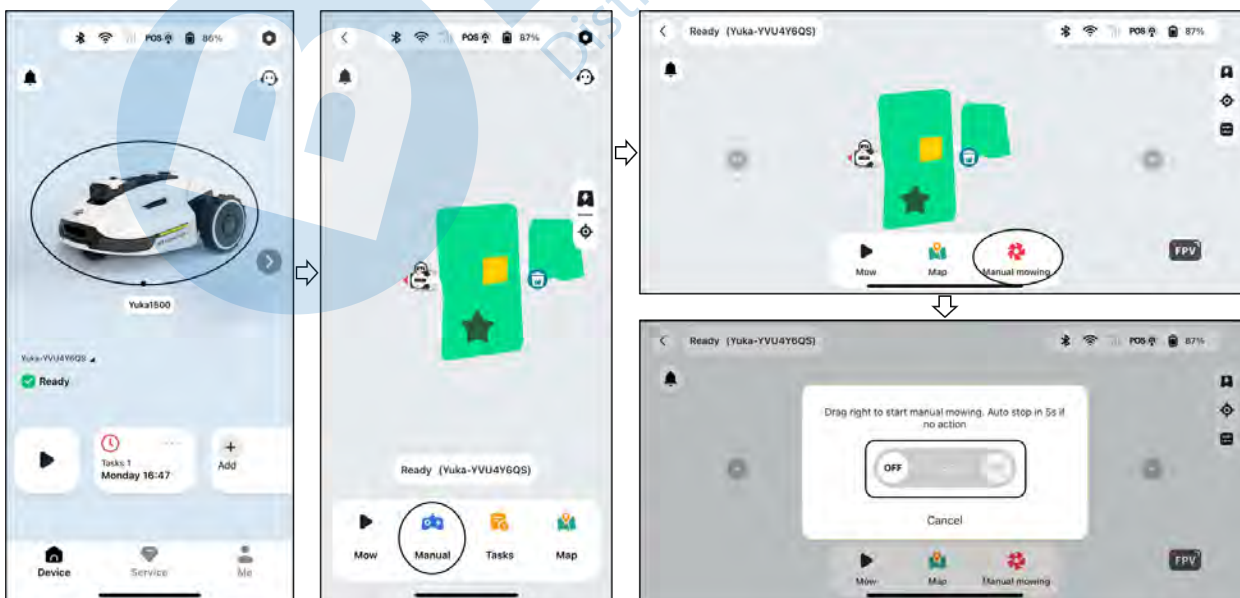 POS 86%
Yuka1500
Yuka-YVU4Y6QS
Ready
Tasks 1
Monday 16:47
Add
Device
Service
Me
POS 87%
Ready (Yuka-YVU4Y6QS)
Mow
Manual
Tasks
Map
Ready (Yuka-YVU4Y6QS)
POS 87%
Mow
Map
Manual mowing
FPV
Ready (Yuka-YVU4Y6QS)
POS 87%
Drag right to start manual mowing. Auto stop in 5s if
no action
OFF
Cancel
Mow
Map
Manual mowing
FPV